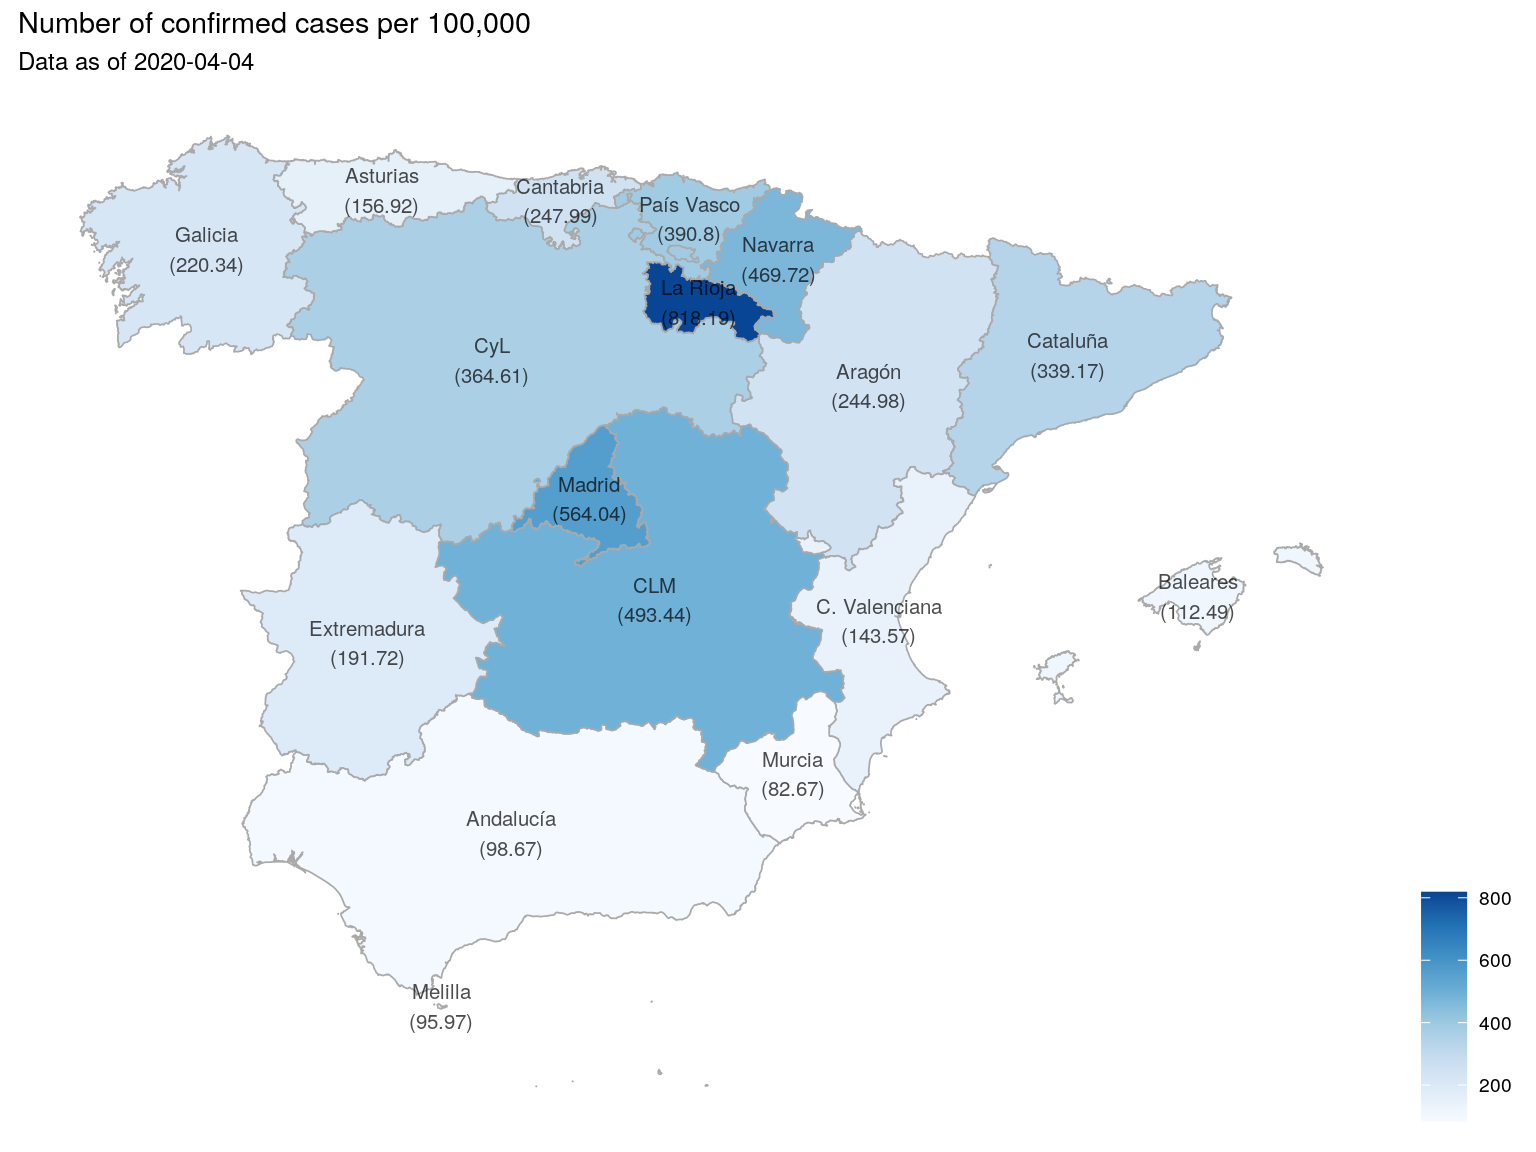 Number of confirmed cases per 100,000
Data as of 2020-04-04
Asturias
(156.92)
Cantabria
(247.99)
País Vasco
(390.8)
Galicia
(220.34)
Navarra
(469.72)
La Rioja
(818.19)
CyL
(364.61)
Aragón
(244.98)
Cataluña
(339.17)
Madrid
(564.04)
CLM
(493.44)
Baleares
(112.49)
C. Valenciana
(143.57)
Extremadura
(191.72)
Murcia
(82.67)
Andalucía
(98.67)
Melilla
(95.97)
800
600
400
200